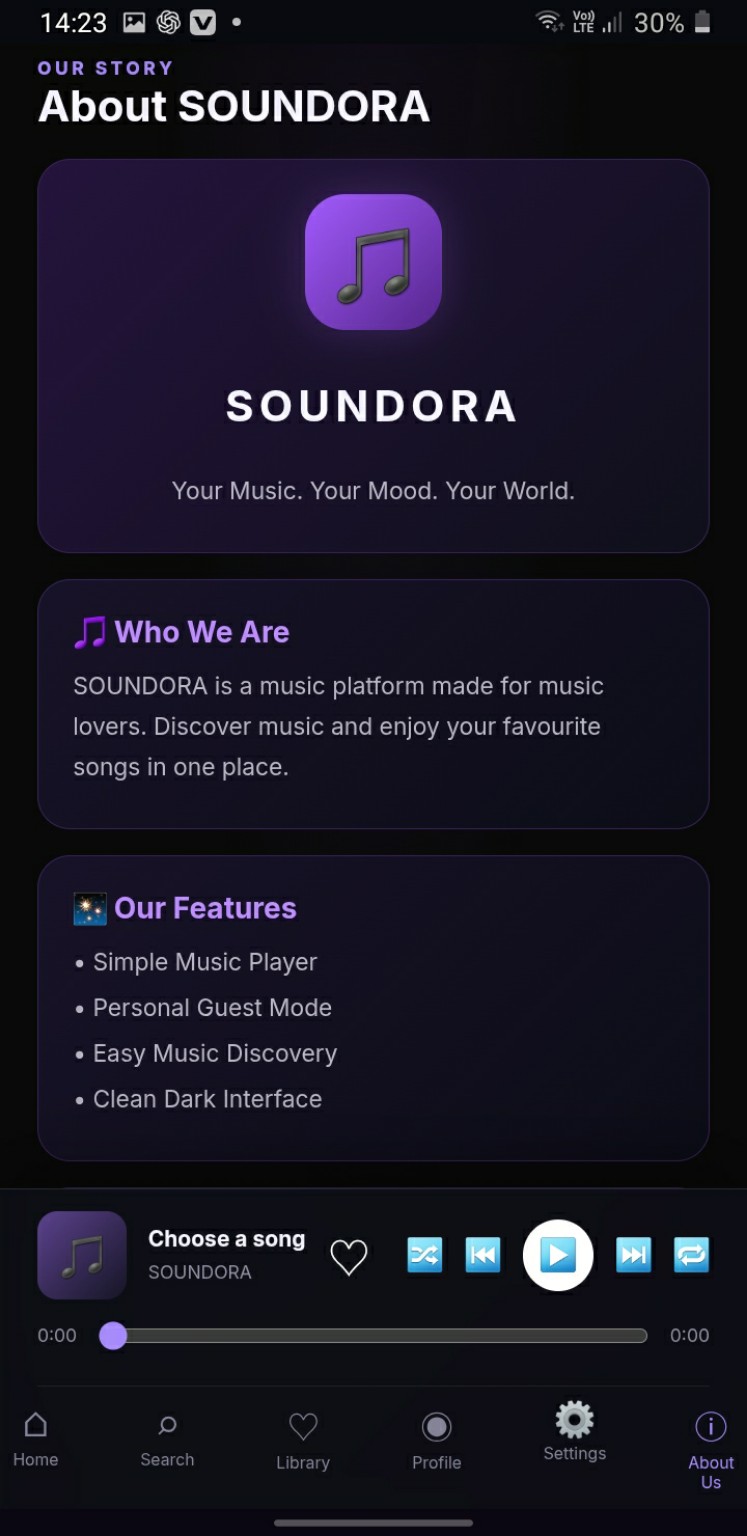 14:23
Vo))
LTE
30%
OUR STORY
About SOUNDORA
SOUNDORA
Your Music. Your Mood. Your World.
Who We Are
SOUNDORA is a music platform made for music
lovers. Discover music and enjoy your favourite
songs in one place.
Our Features
• Simple Music Player
• Personal Guest Mode
• Easy Music Discovery
• Clean Dark Interface
Choose a song
SOUNDORA
0:00
0:00
Home
Search
Library
Profile
Settings
About
Us